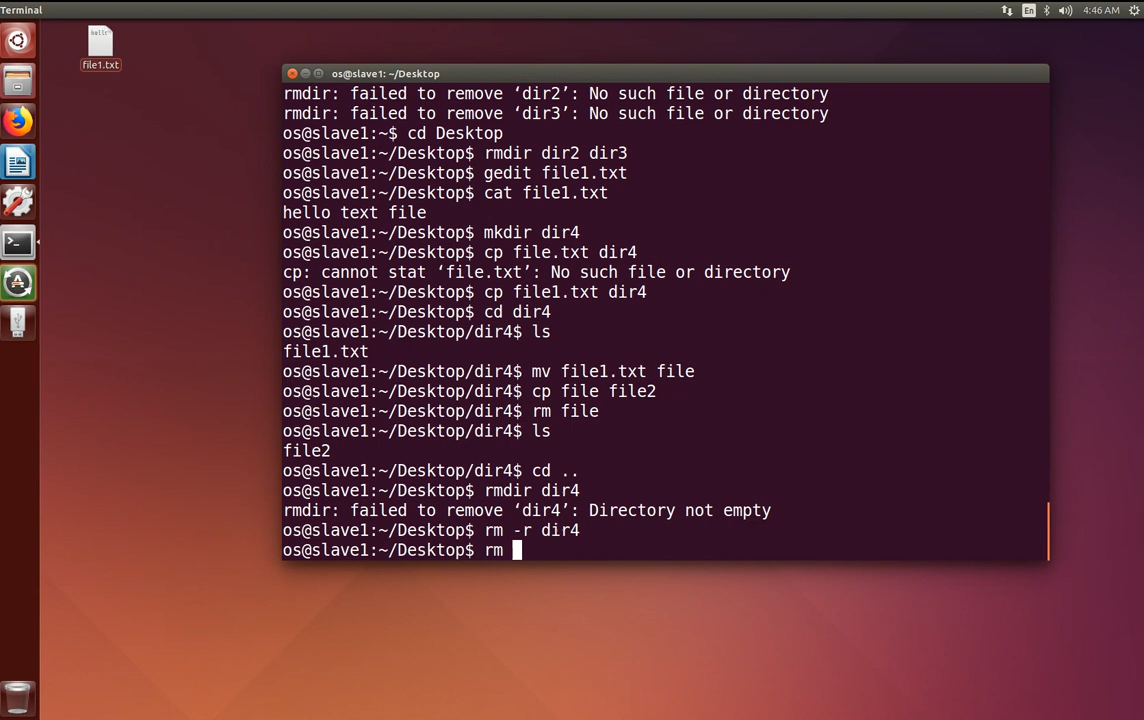 Terminal
En
4:46 AM
hello
file1.txt
os@slave1: ~/Desktop
rmdir: failed to remove ‘dir2’: No such file or directory
rmdir: failed to remove ‘dir3’: No such file or directory
os@slave1:~$ cd Desktop
os@slave1:~/Desktop$ rmdir dir2 dir3
os@slave1:~/Desktop$ gedit file1.txt
os@slave1:~/Desktop$ cat file1.txt
hello text file
os@slave1:~/Desktop$ mkdir dir4
os@slave1:~/Desktop$ cp file.txt dir4
cp: cannot stat ‘file.txt’: No such file or directory
os@slave1:~/Desktop$ cp file1.txt dir4
os@slave1:~/Desktop$ cd dir4
os@slave1:~/Desktop/dir4$ ls
file1.txt
os@slave1:~/Desktop/dir4$ mv file1.txt file
os@slave1:~/Desktop/dir4$ cp file file2
os@slave1:~/Desktop/dir4$ rm file
os@slave1:~/Desktop/dir4$ ls
file2
os@slave1:~/Desktop/dir4$ cd ..
os@slave1:~/Desktop$ rmdir dir4
rmdir: failed to remove ‘dir4’: Directory not empty
os@slave1:~/Desktop$ rm -r dir4
os@slave1:~/Desktop$ rm